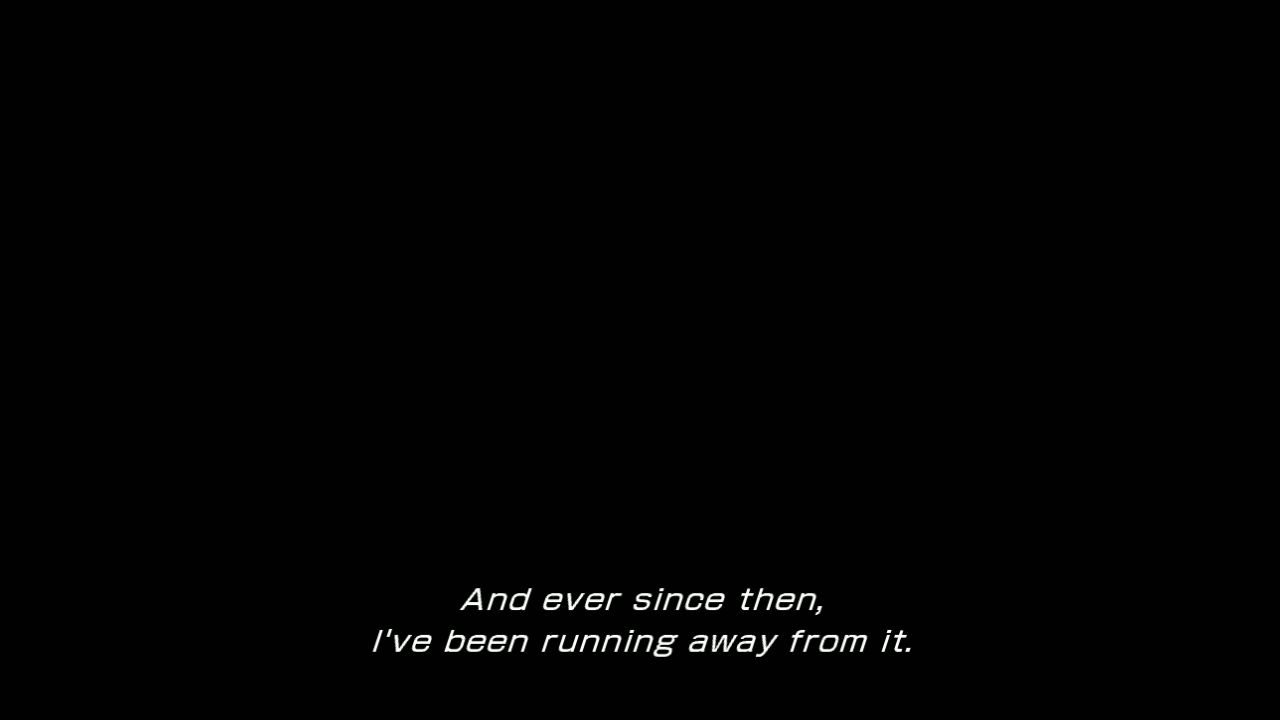 And ever since then,
I've been running away from it.